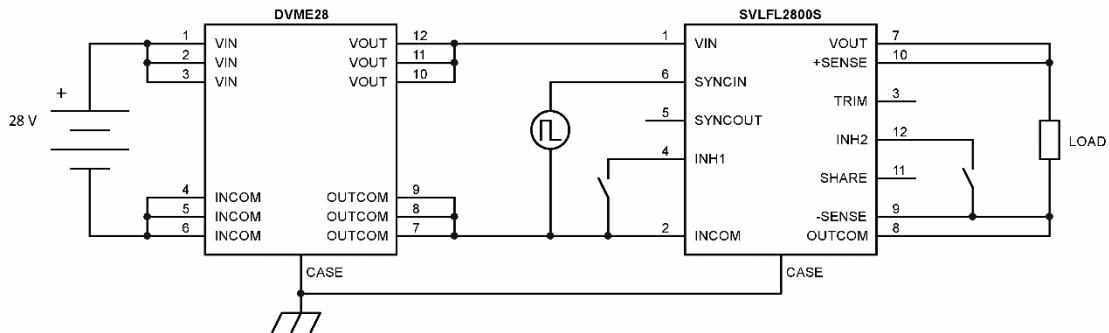 DVME28
SVLFL2800S
1 VIN VOUT 12
2 VIN VOUT 11
3 VIN VOUT 10
4 INCOM OUTCOM 9
5 INCOM OUTCOM 8
6 INCOM OUTCOM 7
CASE
+
28 V
1 VIN VOUT 7
+SENSE 10
6 SYNCIN
TRIM 3
5 SYNCOUT
INH2 12
4 INH1
SHARE 11
-SENSE 9
2 INCOM OUTCOM 8
CASE
LOAD